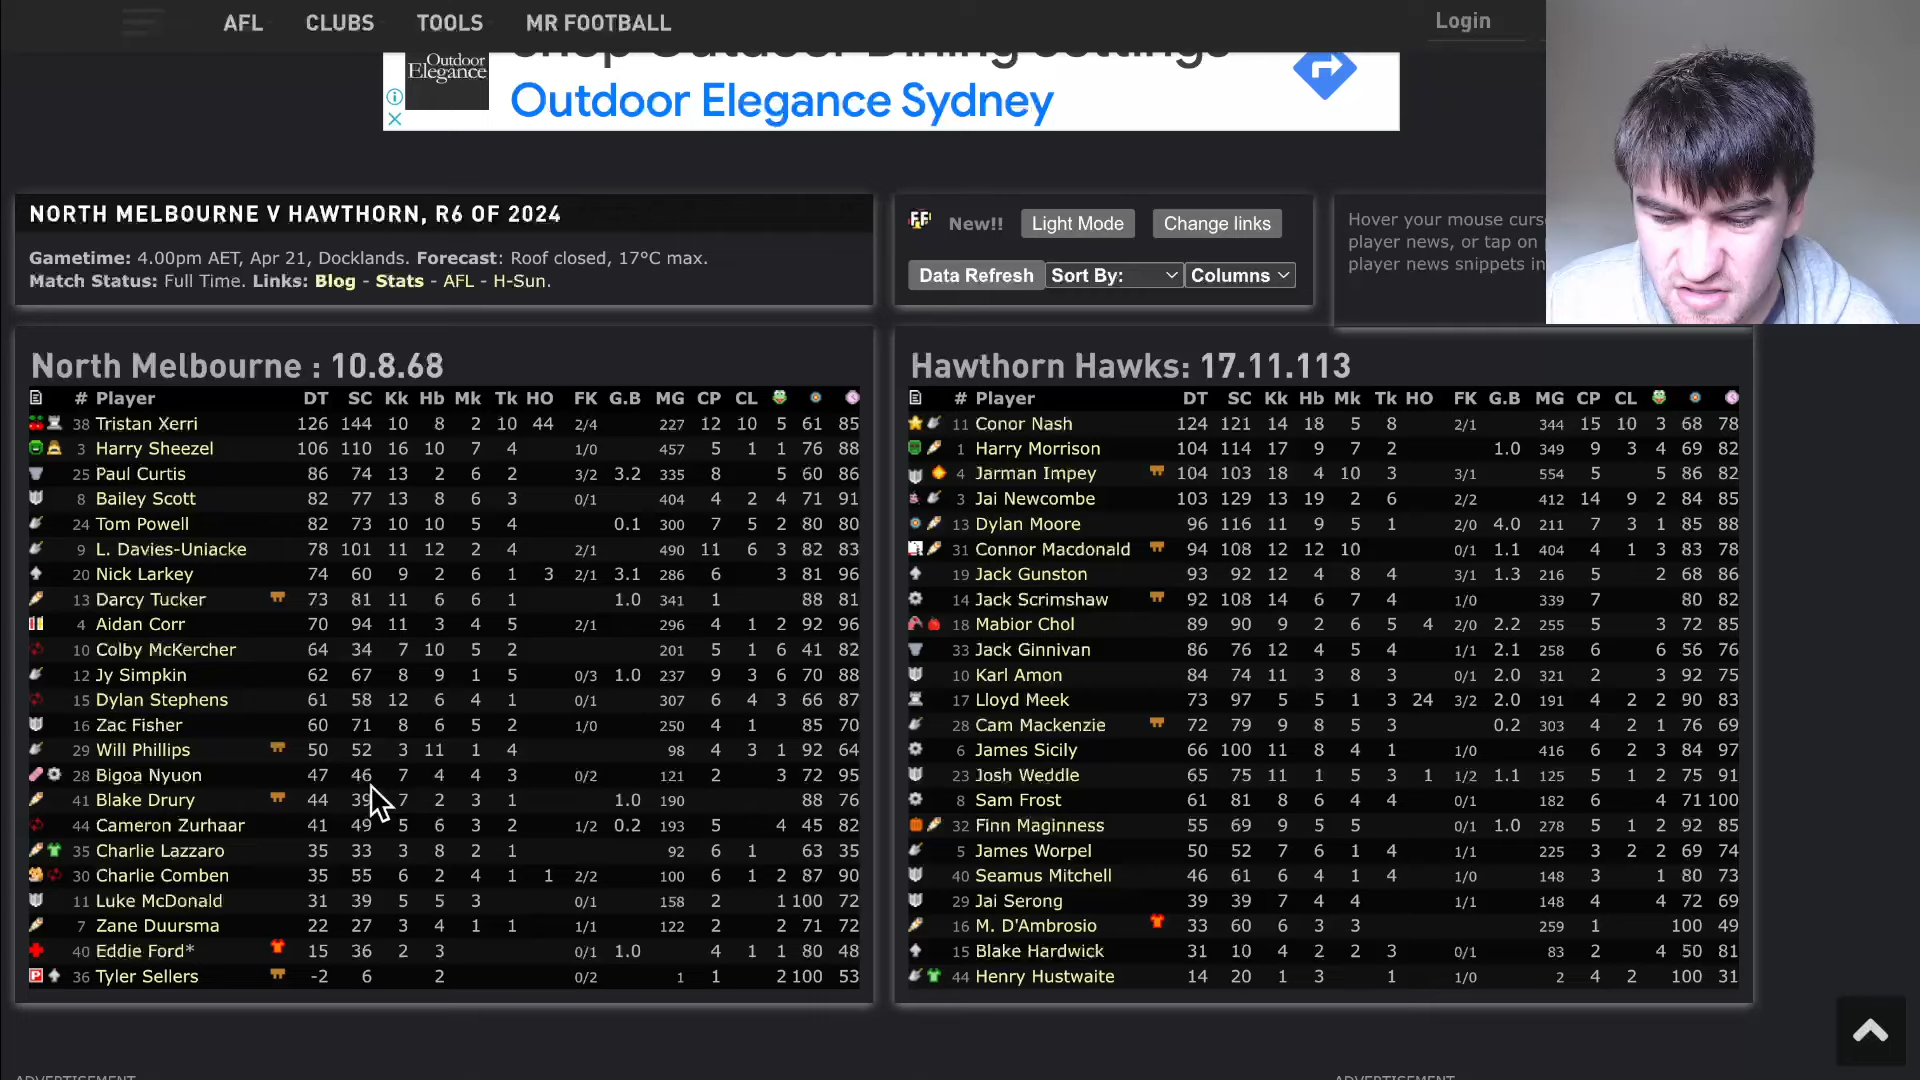 AFL CLUBS TOOLS MR FOOTBALL Login
Outdoor
Elegance
Outdoor Elegance Sydney
NORTH MELBOURNE V HAWTHORN, R6 OF 2024
Gametime: 4.00pm AET, Apr 21, Docklands. Forecast: Roof closed, 17°C max.
Match Status: Full Time. Links: Blog - Stats - AFL - H-Sun.
New!! Light Mode Change links
Data Refresh Sort By: Columns
Hover your mouse curs
player news, or tap on
player news snippets in
North Melbourne : 10.8.68
# Player DT SC Kk Hb Mk Tk HO FK G.B MG CP CL
38 Tristan Xerri 126 144 10 8 2 10 44 2/4 227 12 10 5 61 85
3 Harry Sheezel 106 110 16 10 7 4 1/0 457 5 1 1 76 88
25 Paul Curtis 86 74 13 2 6 2 3/2 3.2 335 8 5 60 86
8 Bailey Scott 82 77 13 8 6 3 0/1 404 4 2 4 71 91
24 Tom Powell 82 73 10 10 5 4 0.1 300 7 5 2 80 80
9 L. Davies-Uniacke 78 101 11 12 2 4 2/1 490 11 6 3 82 83
20 Nick Larkey 74 60 9 2 6 1 3 2/1 3.1 286 6 3 81 96
13 Darcy Tucker 73 81 11 6 6 1 1.0 341 1 88 81
4 Aidan Corr 70 94 11 3 4 5 2/1 296 4 1 2 92 96
10 Colby McKercher 64 34 7 10 5 2 201 5 1 6 41 82
12 Jy Simpkin 62 67 8 9 1 5 0/3 1.0 237 9 3 6 70 88
15 Dylan Stephens 61 58 12 6 4 1 0/1 307 6 4 3 66 87
16 Zac Fisher 60 71 8 6 5 2 1/0 250 4 1 85 70
29 Will Phillips 50 52 3 11 1 4 98 4 3 1 92 64
28 Bigoa Nyuon 47 46 7 4 4 3 0/2 121 2 3 72 95
41 Blake Drury 44 39 7 2 3 1 1.0 190 88 76
44 Cameron Zurhaar 41 49 5 6 3 2 1/2 0.2 193 5 4 45 82
35 Charlie Lazzaro 35 33 3 8 2 1 92 6 1 63 35
30 Charlie Comben 35 55 6 2 4 1 1 2/2 100 6 1 2 87 90
11 Luke McDonald 31 39 5 5 3 0/1 158 2 1 100 72
7 Zane Duursma 22 27 3 4 1 1 1/1 122 2 2 71 72
40 Eddie Ford* 15 36 2 3 0/1 1.0 4 1 1 80 48
P 36 Tyler Sellers -2 6 2 0/2 1 1 2 100 53
Hawthorn Hawks: 17.11.113
# Player DT SC Kk Hb Mk Tk HO FK G.B MG CP CL
11 Conor Nash 124 121 14 18 5 8 2/1 344 15 10 3 68 78
1 Harry Morrison 104 114 17 9 7 2 1.0 349 9 3 4 69 82
4 Jarman Impey 104 103 18 4 10 3 3/1 554 5 5 86 82
3 Jai Newcombe 103 129 13 19 2 6 2/2 412 14 9 2 84 85
13 Dylan Moore 96 116 11 9 5 1 2/0 4.0 211 7 3 1 85 88
31 Connor Macdonald 94 108 12 12 10 0/1 1.1 404 4 1 3 83 78
19 Jack Gunston 93 92 12 4 8 4 3/1 1.3 216 5 2 68 86
14 Jack Scrimshaw 92 108 14 6 7 4 1/0 339 7 80 82
18 Mabior Chol 89 90 9 2 6 5 4 2/0 2.2 255 5 3 72 85
33 Jack Ginnivan 86 76 12 4 5 4 1/1 2.1 258 6 6 56 76
10 Karl Amon 84 74 11 3 8 3 0/1 2.0 321 2 3 92 75
17 Lloyd Meek 73 97 5 5 1 3 24 3/2 2.0 191 4 2 2 90 83
28 Cam Mackenzie 72 79 9 8 5 3 0.2 303 4 2 1 76 69
6 James Sicily 66 100 11 8 4 1 1/0 416 6 2 3 84 97
23 Josh Weddle 65 75 11 1 5 3 1 1/2 1.1 125 5 1 2 75 91
8 Sam Frost 61 81 8 6 4 4 0/1 182 6 4 71 100
32 Finn Maginness 55 69 9 5 5 0/1 1.0 278 5 1 2 92 85
5 James Worpel 50 52 7 6 1 4 1/1 225 3 2 2 69 74
40 Seamus Mitchell 46 61 6 4 1 4 1/0 148 3 1 80 73
29 Jai Serong 39 39 7 4 4 1/1 148 4 4 72 69
16 M. D'Ambrosio 33 60 6 3 3 259 1 100 49
15 Blake Hardwick 31 10 4 2 2 3 0/1 83 2 4 50 81
44 Henry Hustwaite 14 20 1 3 1 1/0 2 4 2 100 31